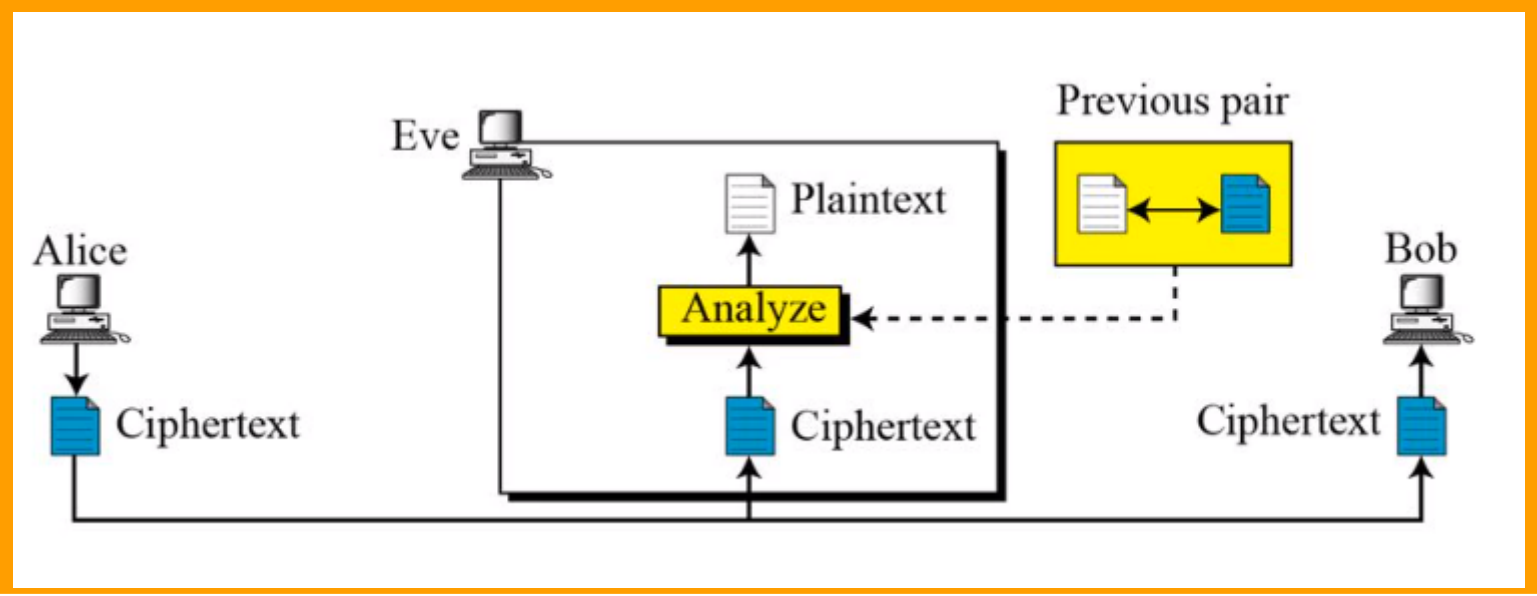 Previous pair
Eve
Plaintext
Alice
Bob
Analyze
Ciphertext
Ciphertext
Ciphertext